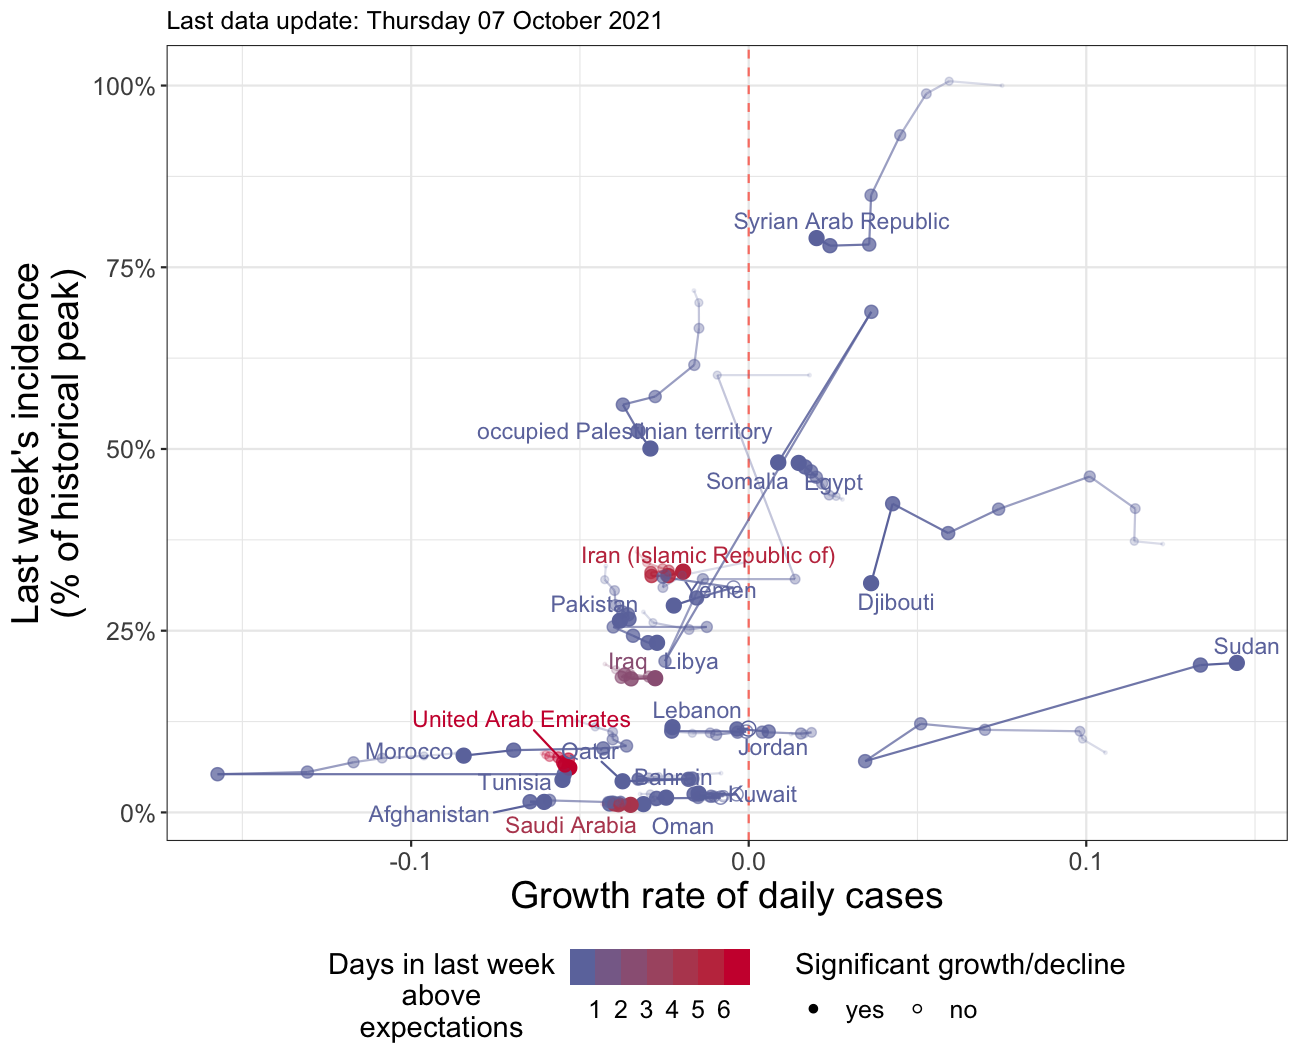 Last data update: Thursday 07 October 2021
Last week's incidence
(% of historical peak)
100%
75%
50%
25%
0%
Syrian Arab Republic
occupied Palestinian territory
Somalia
Egypt
Iran (Islamic Republic of)
Yemen
Pakistan
Djibouti
Iraq
Libya
Sudan
Lebanon
United Arab Emirates
Morocco
Qatar
Jordan
Tunisia
Bahrain
Kuwait
Afghanistan
Saudi Arabia
Oman
-0.1
0.0
0.1
Growth rate of daily cases
Days in last week
above
expectations
1 2 3 4 5 6
Significant growth/decline
yes
no